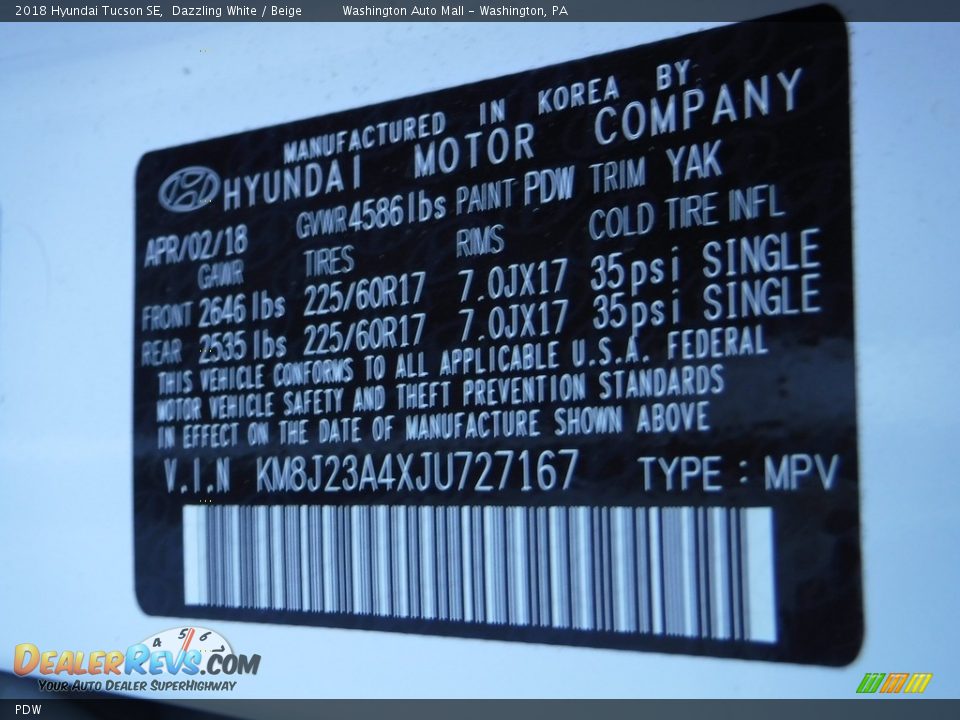 2018 Hyundai Tucson SE, Dazzling White / Beige Washington Auto Mall - Washington, PA
MANUFACTURED IN KOREA BY
HYUNDAI MOTOR COMPANY
APR/02/18 GVWR 4586 lbs PAINT PDW TRIM YAK
GAWR TIRES RIMS COLD TIRE INFL
FRONT 2646 lbs 225/60R17 7.0JX17 35psi SINGLE
REAR 2535 lbs 225/60R17 7.0JX17 35psi SINGLE
THIS VEHICLE CONFORMS TO ALL APPLICABLE U.S.A. FEDERAL
MOTOR VEHICLE SAFETY AND THEFT PREVENTION STANDARDS
IN EFFECT ON THE DATE OF MANUFACTURE SHOWN ABOVE
V.I.N KM8J23A4XJU727167 TYPE : MPV
4 5 6
DEALERREVS.COM
YOUR AUTO DEALER SUPERHIGHWAY
PDW